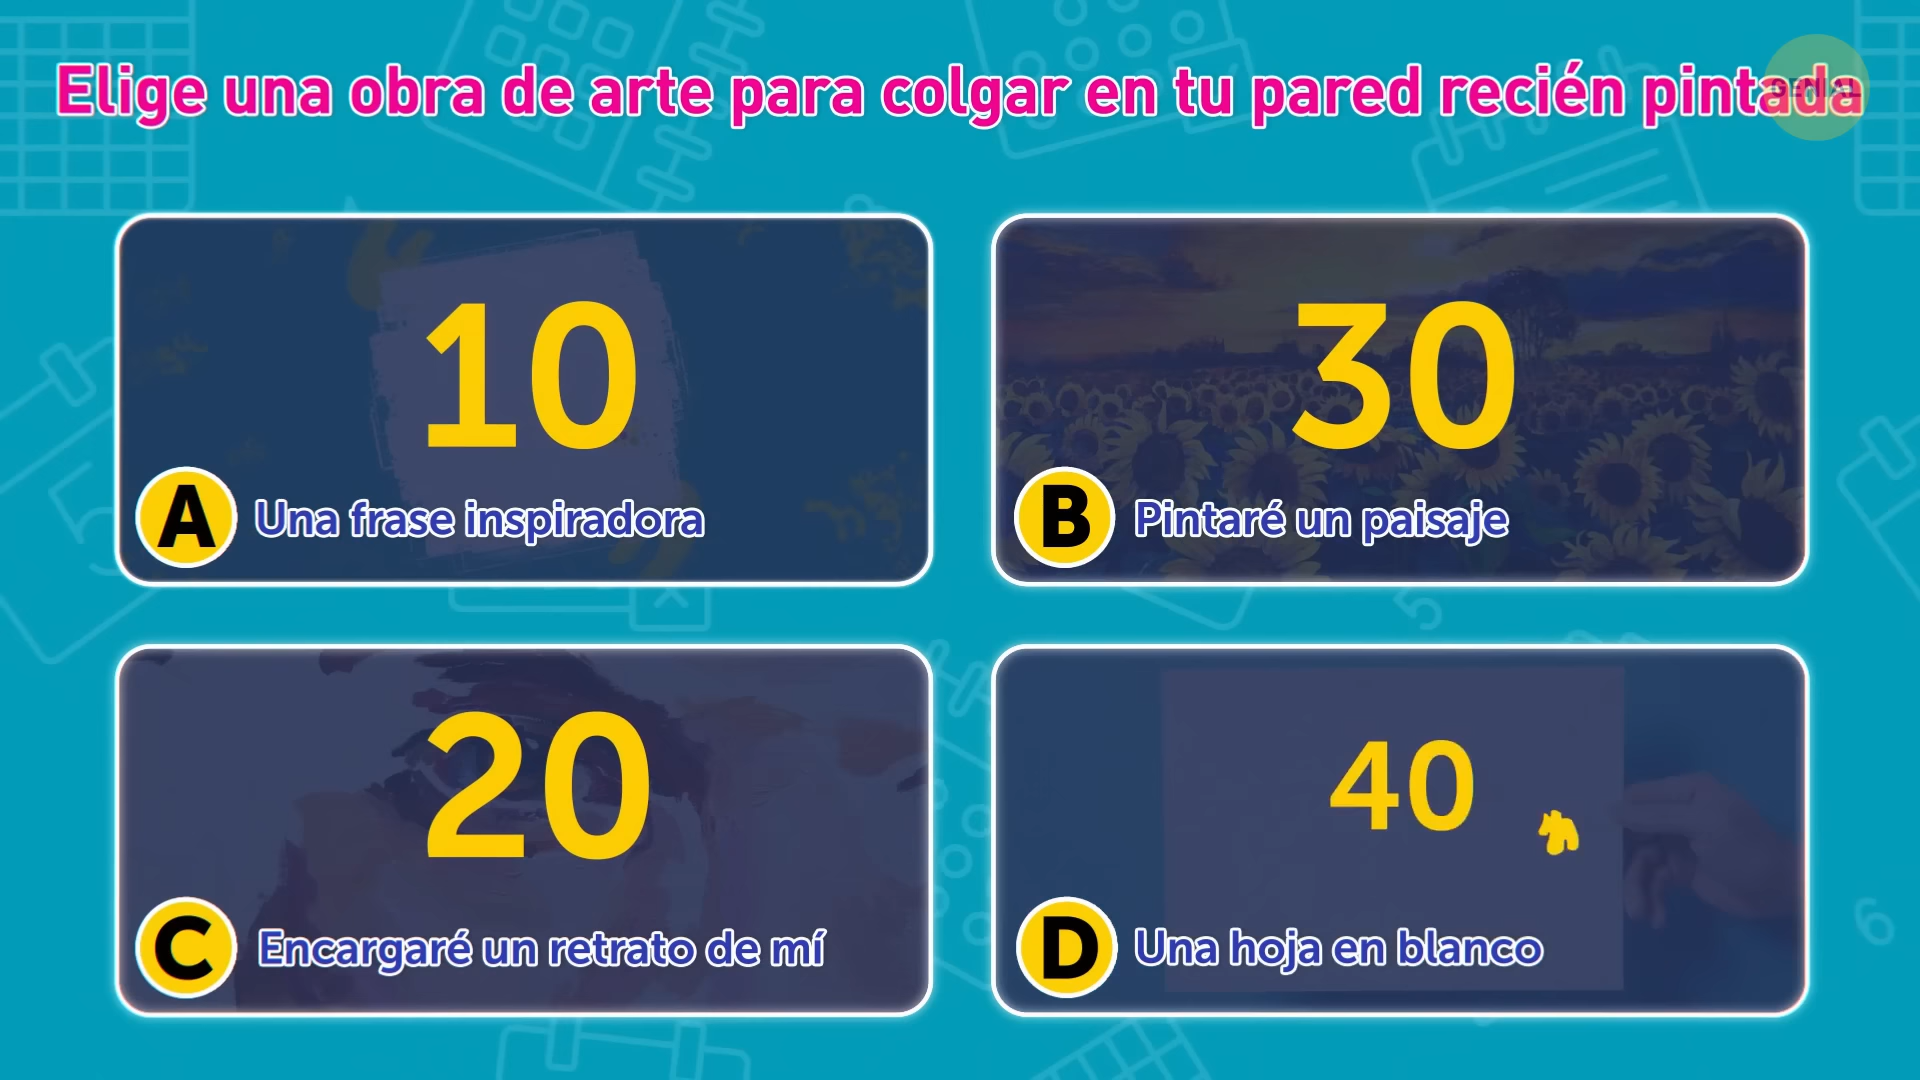 Elige una obra de arte para colgar en tu pared recién pintada
GENIAL
10
A Una frase inspiradora
30
B Pintaré un paisaje
20
C Encargaré un retrato de mí
40
D Una hoja en blanco